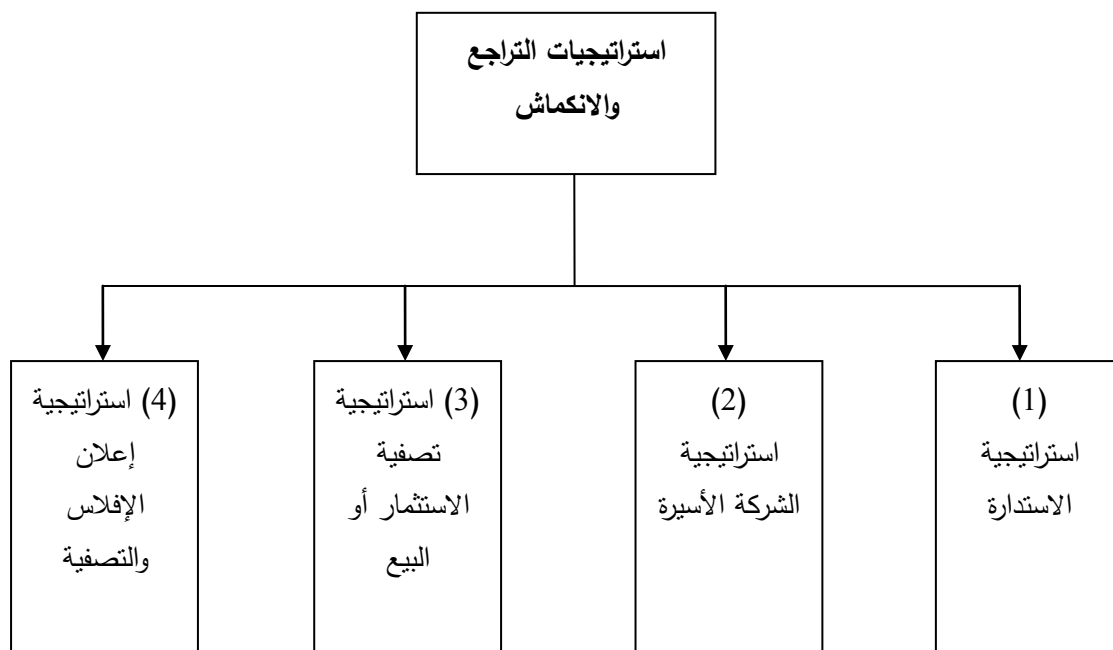 استراتيجيات التراجع
والانكماش
(1)
استراتيجية
الاستدارة
(2)
استراتيجية
الشركة الأسيرة
(3) استراتيجية
تصفية
الاستثمار أو
البيع
(4) استراتيجية
إعلان
الإفلاس
والتصفية